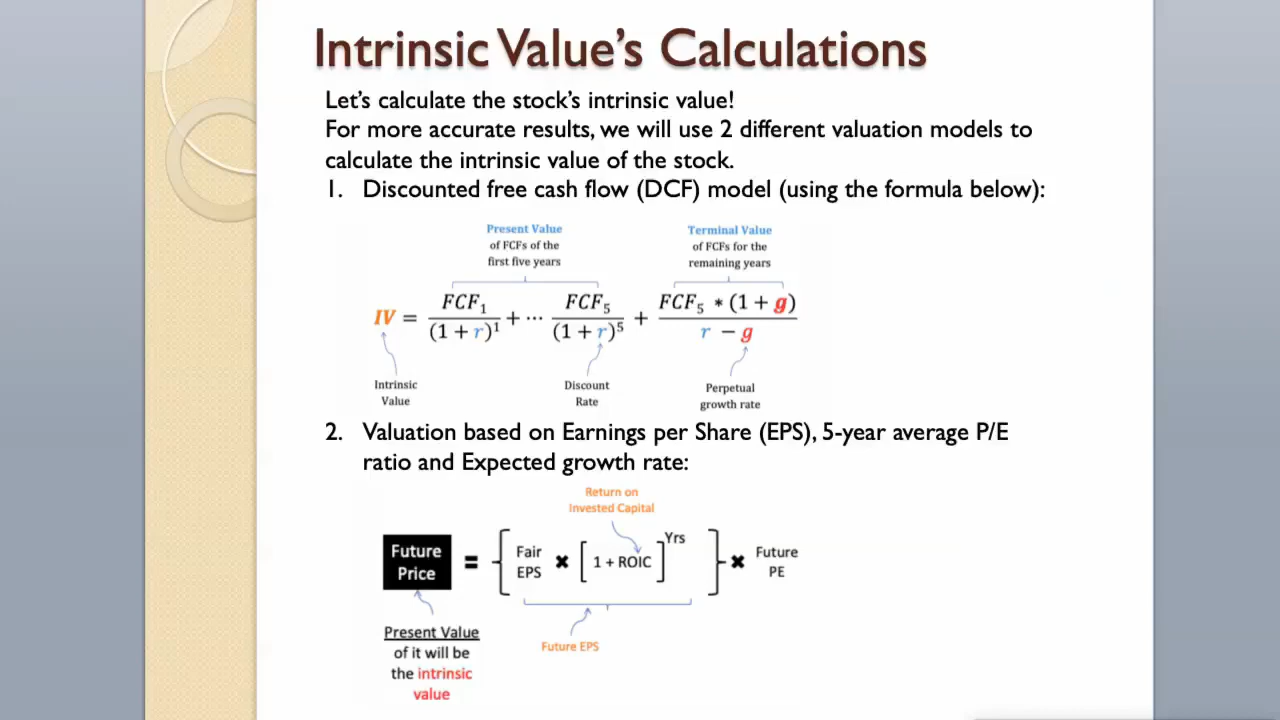 Intrinsic Value's Calculations
Let's calculate the stock's intrinsic value!
For more accurate results, we will use 2 different valuation models to
calculate the intrinsic value of the stock.
1. Discounted free cash flow (DCF) model (using the formula below):
Present Value
of FCFs of the
first five years
Terminal Value
of FCFs for the
remaining years
IV = FCF₁ / (1 + r)¹ + ⋯ FCF₅ / (1 + r)⁵ + FCF₅ * (1 + g) / r − g
Intrinsic
Value
Discount
Rate
Perpetual
growth rate
2. Valuation based on Earnings per Share (EPS), 5-year average P/E
ratio and Expected growth rate:
Return on
Invested Capital
Future
Price
= { Fair EPS × [ 1 + ROIC ] Yrs } × Future PE
Future EPS
Present Value
of it will be
the intrinsic
value